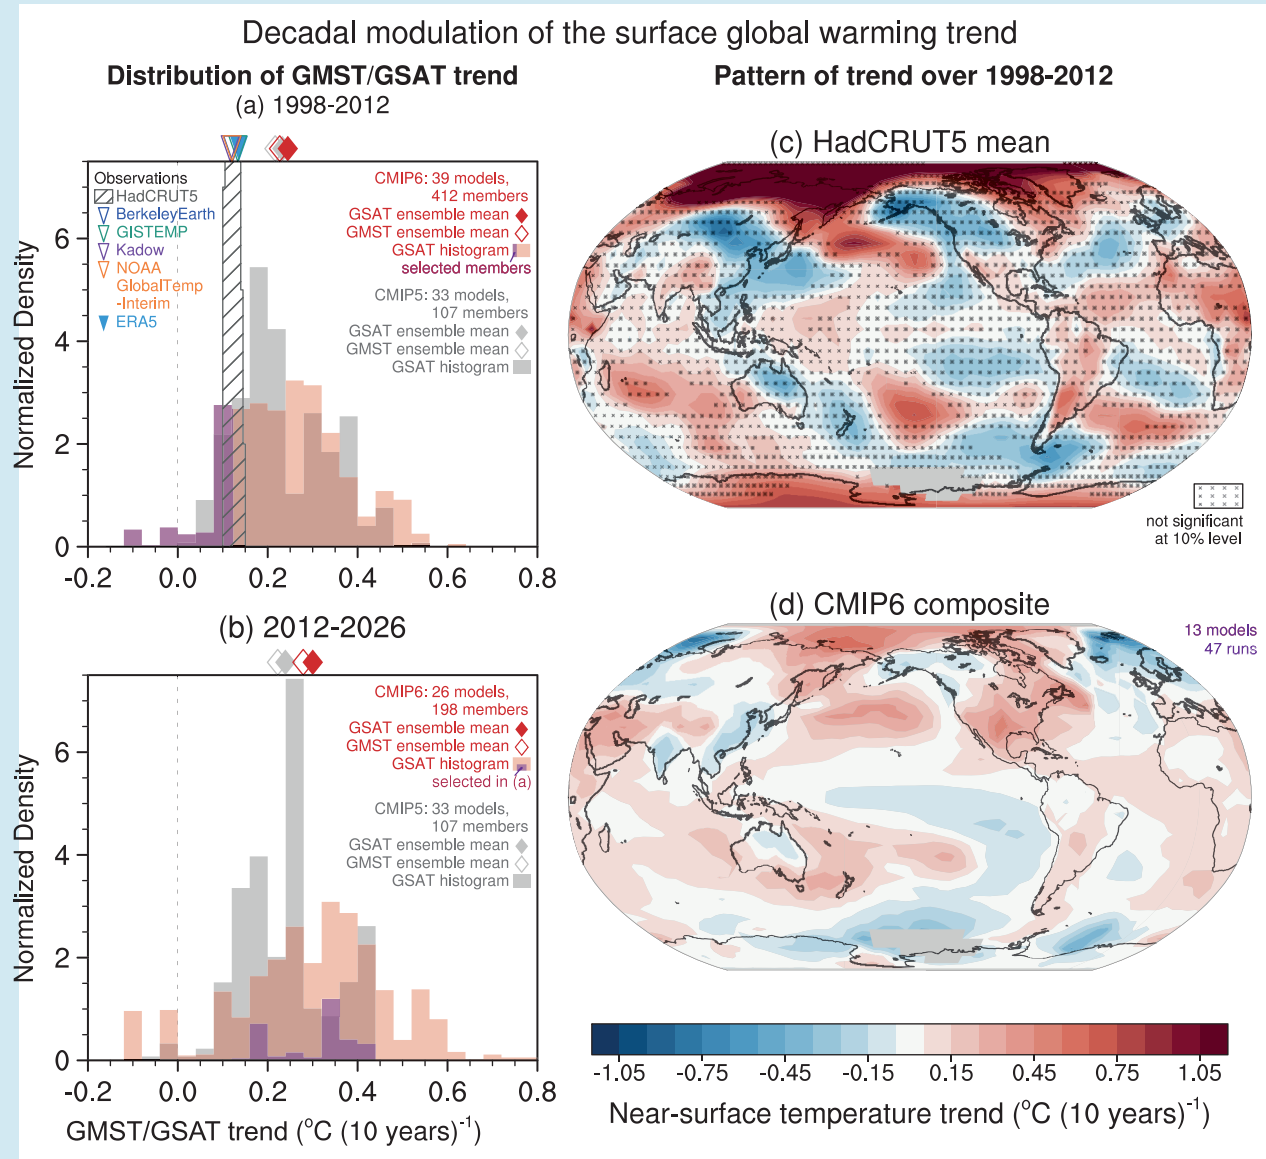 Decadal modulation of the surface global warming trend
Distribution of GMST/GSAT trend
(a) 1998-2012
Observations
HadCRUT5
BerkeleyEarth
GISTEMP
Kadow
NOAA
GlobalTemp
-Interim
ERA5
CMIP6: 39 models,
412 members
GSAT ensemble mean
GMST ensemble mean
GSAT histogram
selected members
CMIP5: 33 models,
107 members
GSAT ensemble mean
GMST ensemble mean
GSAT histogram
Normalized Density
6
4
2
0
-0.2 0.0 0.2 0.4 0.6 0.8
(b) 2012-2026
CMIP6: 26 models,
198 members
GSAT ensemble mean
GMST ensemble mean
GSAT histogram
selected in (a)
CMIP5: 33 models,
107 members
GSAT ensemble mean
GMST ensemble mean
GSAT histogram
Normalized Density
6
4
2
0
-0.2 0.0 0.2 0.4 0.6 0.8
GMST/GSAT trend (°C (10 years)⁻¹)
Pattern of trend over 1998-2012
(c) HadCRUT5 mean
not significant
at 10% level
(d) CMIP6 composite
13 models
47 runs
-1.05 -0.75 -0.45 -0.15 0.15 0.45 0.75 1.05
Near-surface temperature trend (°C (10 years)⁻¹)